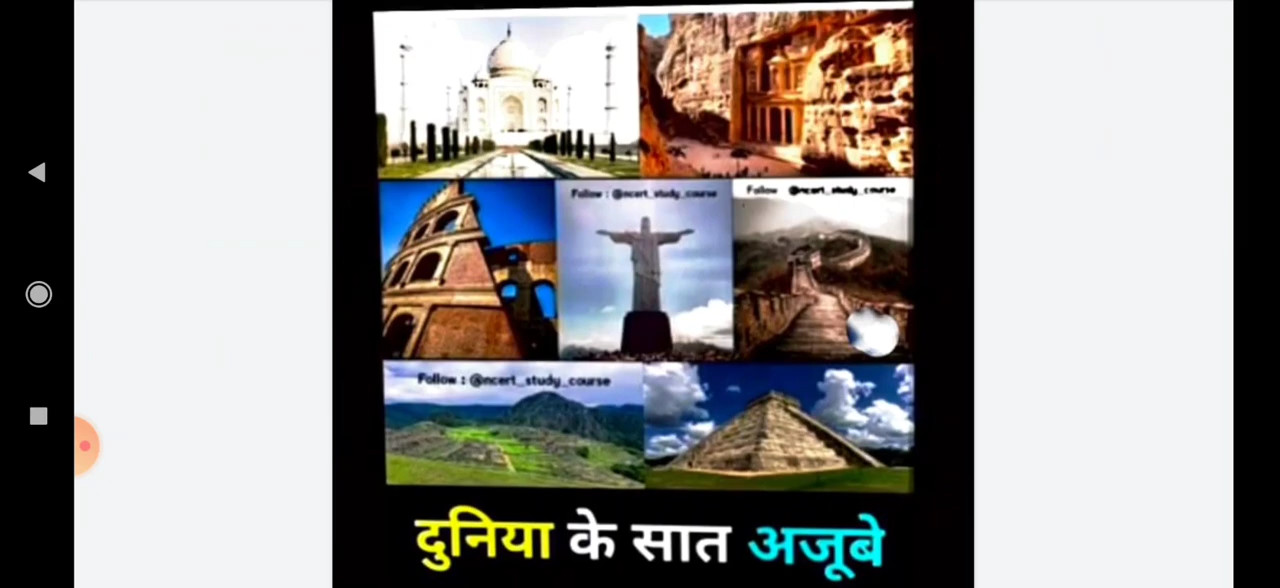 Follow : @ncert_study_course
Follow @ncert_study_course
Follow : @ncert_study_course
दुनिया के सात अजूबे